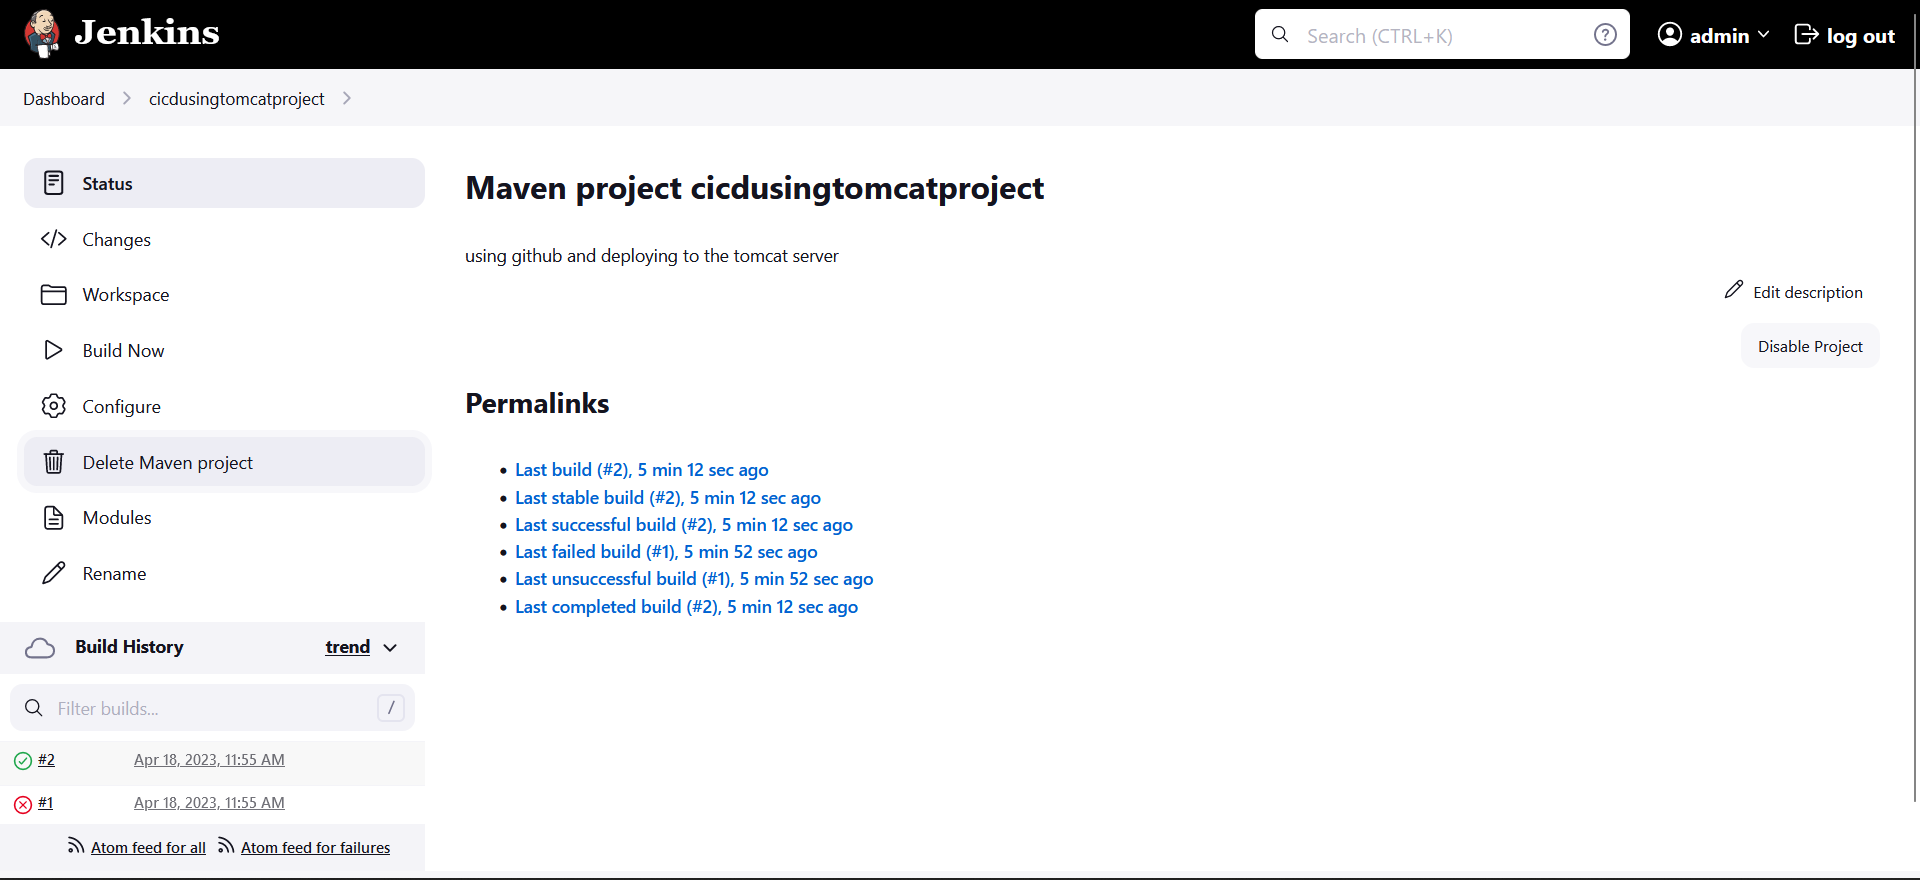 Jenkins
Search (CTRL+K)
admin
log out
Dashboard
cicdusingtomcatproject
Status
Changes
Workspace
Build Now
Configure
Delete Maven project
Modules
Rename
Build History
trend
Filter builds...
/
#2 Apr 18, 2023, 11:55 AM
#1 Apr 18, 2023, 11:55 AM
Atom feed for all Atom feed for failures
Maven project cicdusingtomcatproject
using github and deploying to the tomcat server
Edit description
Disable Project
Permalinks
Last build (#2), 5 min 12 sec ago
Last stable build (#2), 5 min 12 sec ago
Last successful build (#2), 5 min 12 sec ago
Last failed build (#1), 5 min 52 sec ago
Last unsuccessful build (#1), 5 min 52 sec ago
Last completed build (#2), 5 min 12 sec ago